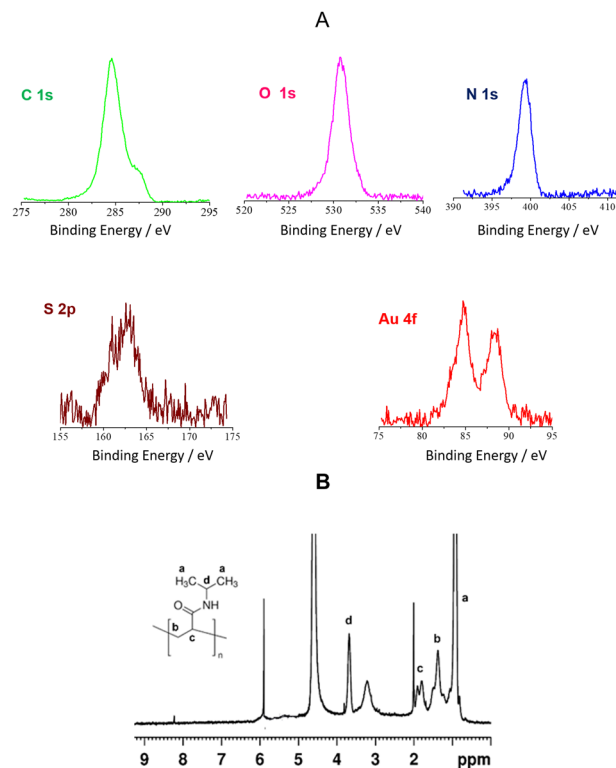 A
C 1s
O 1s
N 1s
275 280 285 290 295
520 525 530 535 540
390 395 400 405 410
Binding Energy / eV
Binding Energy / eV
Binding Energy / eV
S 2p
Au 4f
155 160 165 170 175
75 80 85 90 95
Binding Energy / eV
Binding Energy / eV
B
a a
H₃C d CH₃
O NH
b
c n
a
d
b
c
9 8 7 6 5 4 3 2 ppm